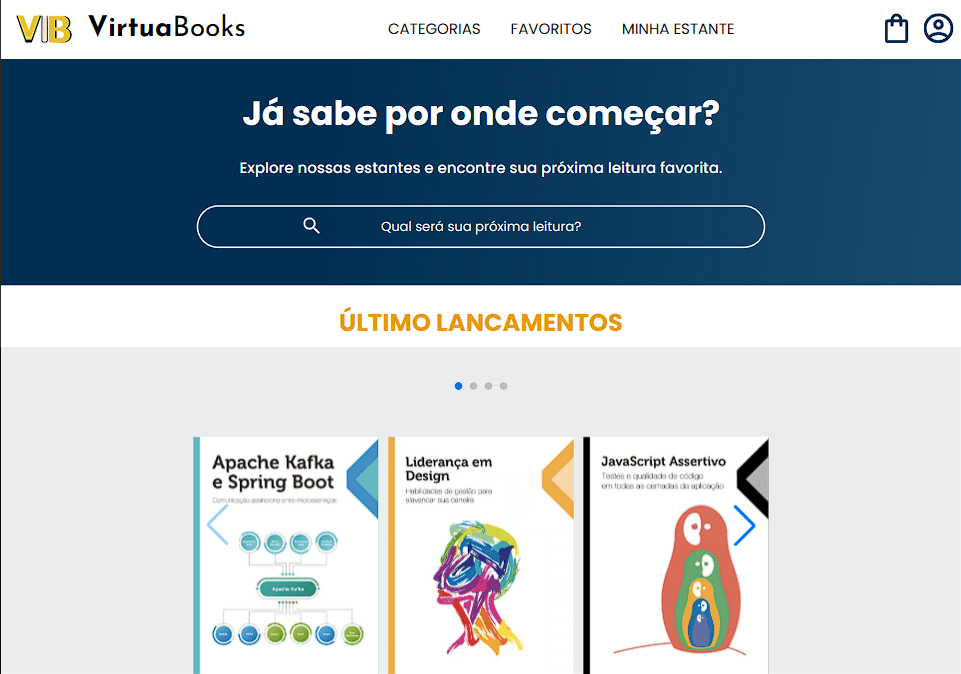 VIB VirtuaBooks
CATEGORIAS FAVORITOS MINHA ESTANTE
Já sabe por onde começar?
Explore nossas estantes e encontre sua próxima leitura favorita.
Qual será sua próxima leitura?
ÚLTIMO LANCAMENTOS
Apache Kafka
e Spring Boot
Comunicação assíncrona entre microsserviços
Apache Kafka
Liderança em
Design
Habilidades de gestão para
alavancar sua carreira
JavaScript Assertivo
Testes e qualidade de código
em todas as camadas da aplicação